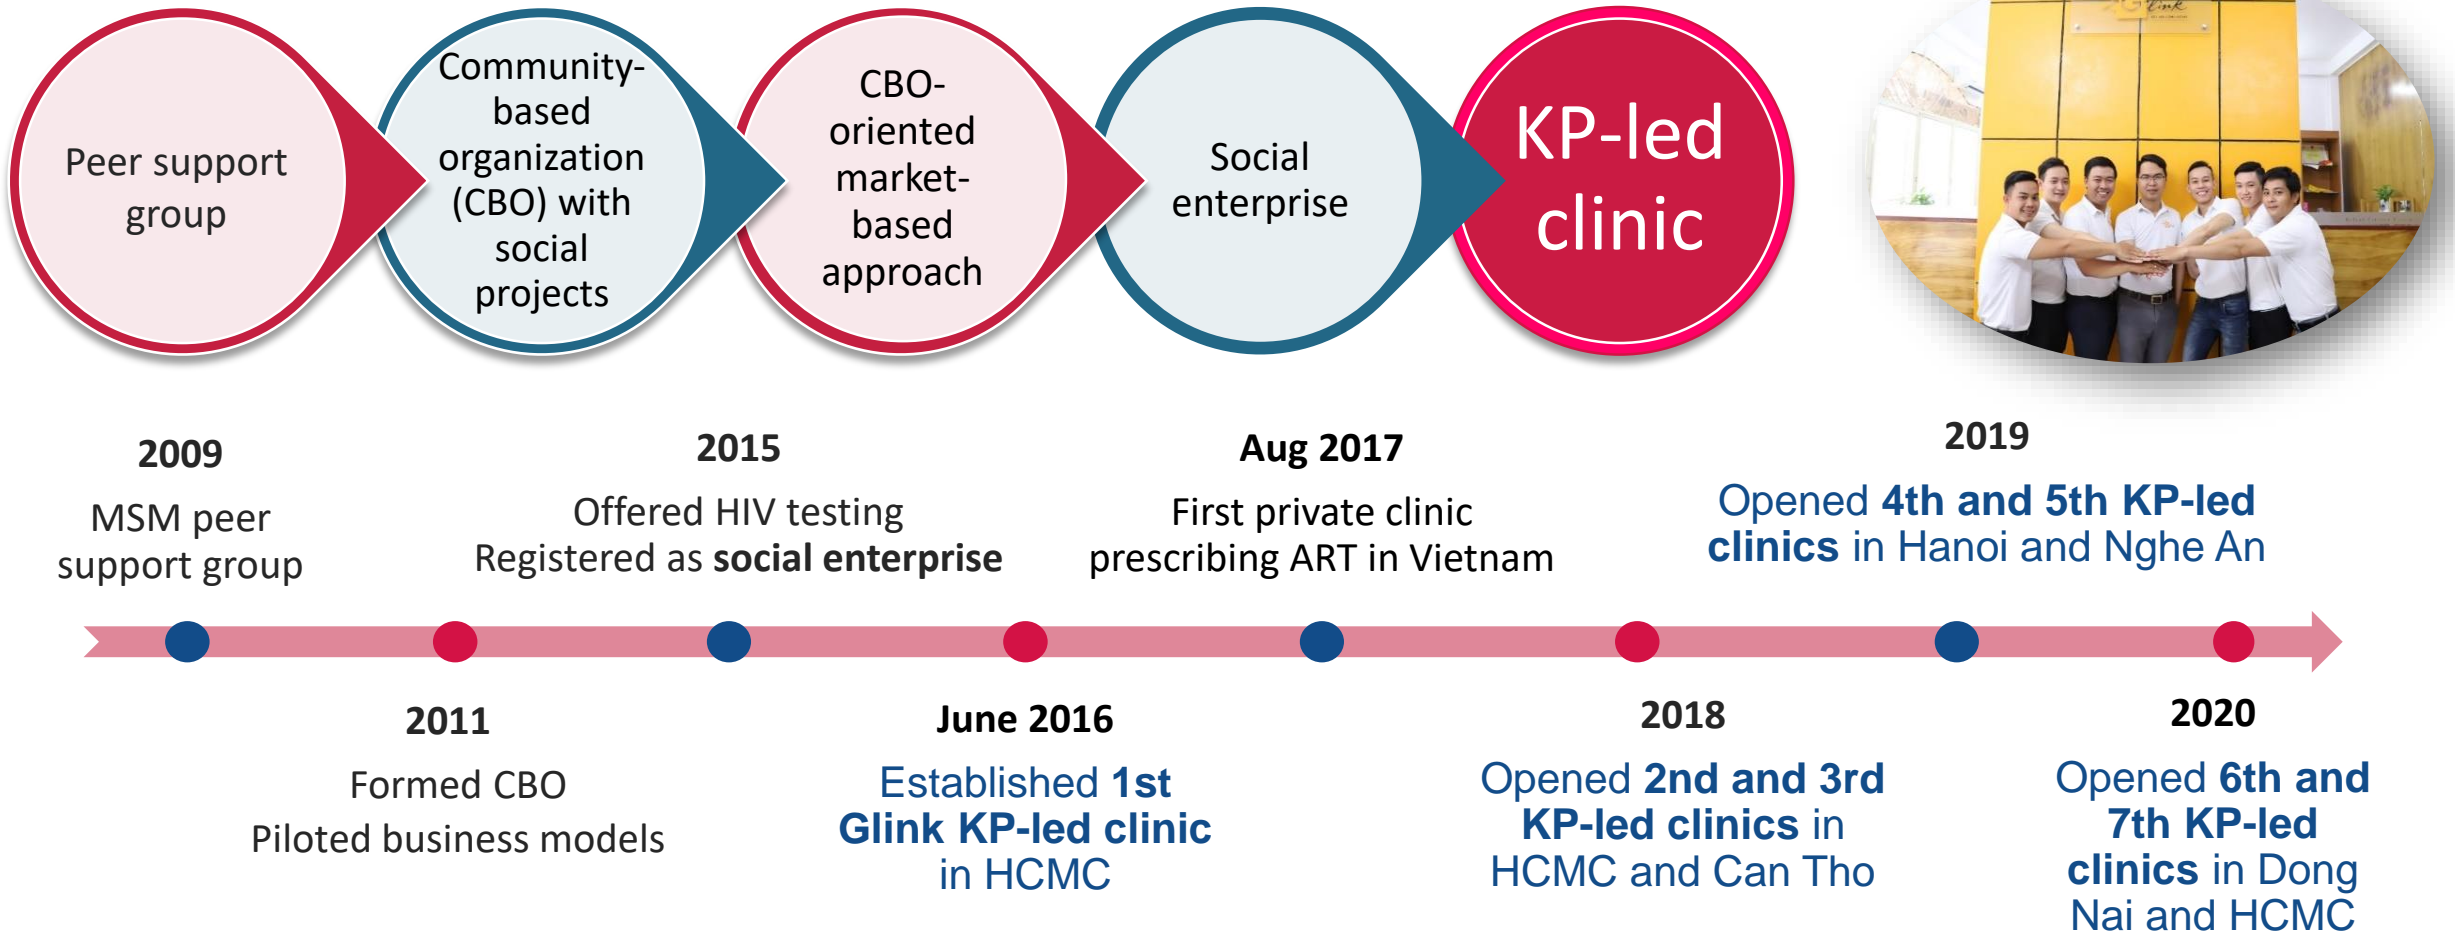 Peer support
group
Community-
based
organization
(CBO) with
social
projects
CBO-
oriented
market-
based
approach
Social
enterprise
KP-led
clinic
link
2009
MSM peer
support group
2015
Offered HIV testing
Registered as social enterprise
Aug 2017
First private clinic
prescribing ART in Vietnam
2019
Opened 4th and 5th KP-led
clinics in Hanoi and Nghe An
2011
Formed CBO
Piloted business models
June 2016
Established 1st
Glink KP-led clinic
in HCMC
2018
Opened 2nd and 3rd
KP-led clinics in
HCMC and Can Tho
2020
Opened 6th and
7th KP-led
clinics in Dong
Nai and HCMC